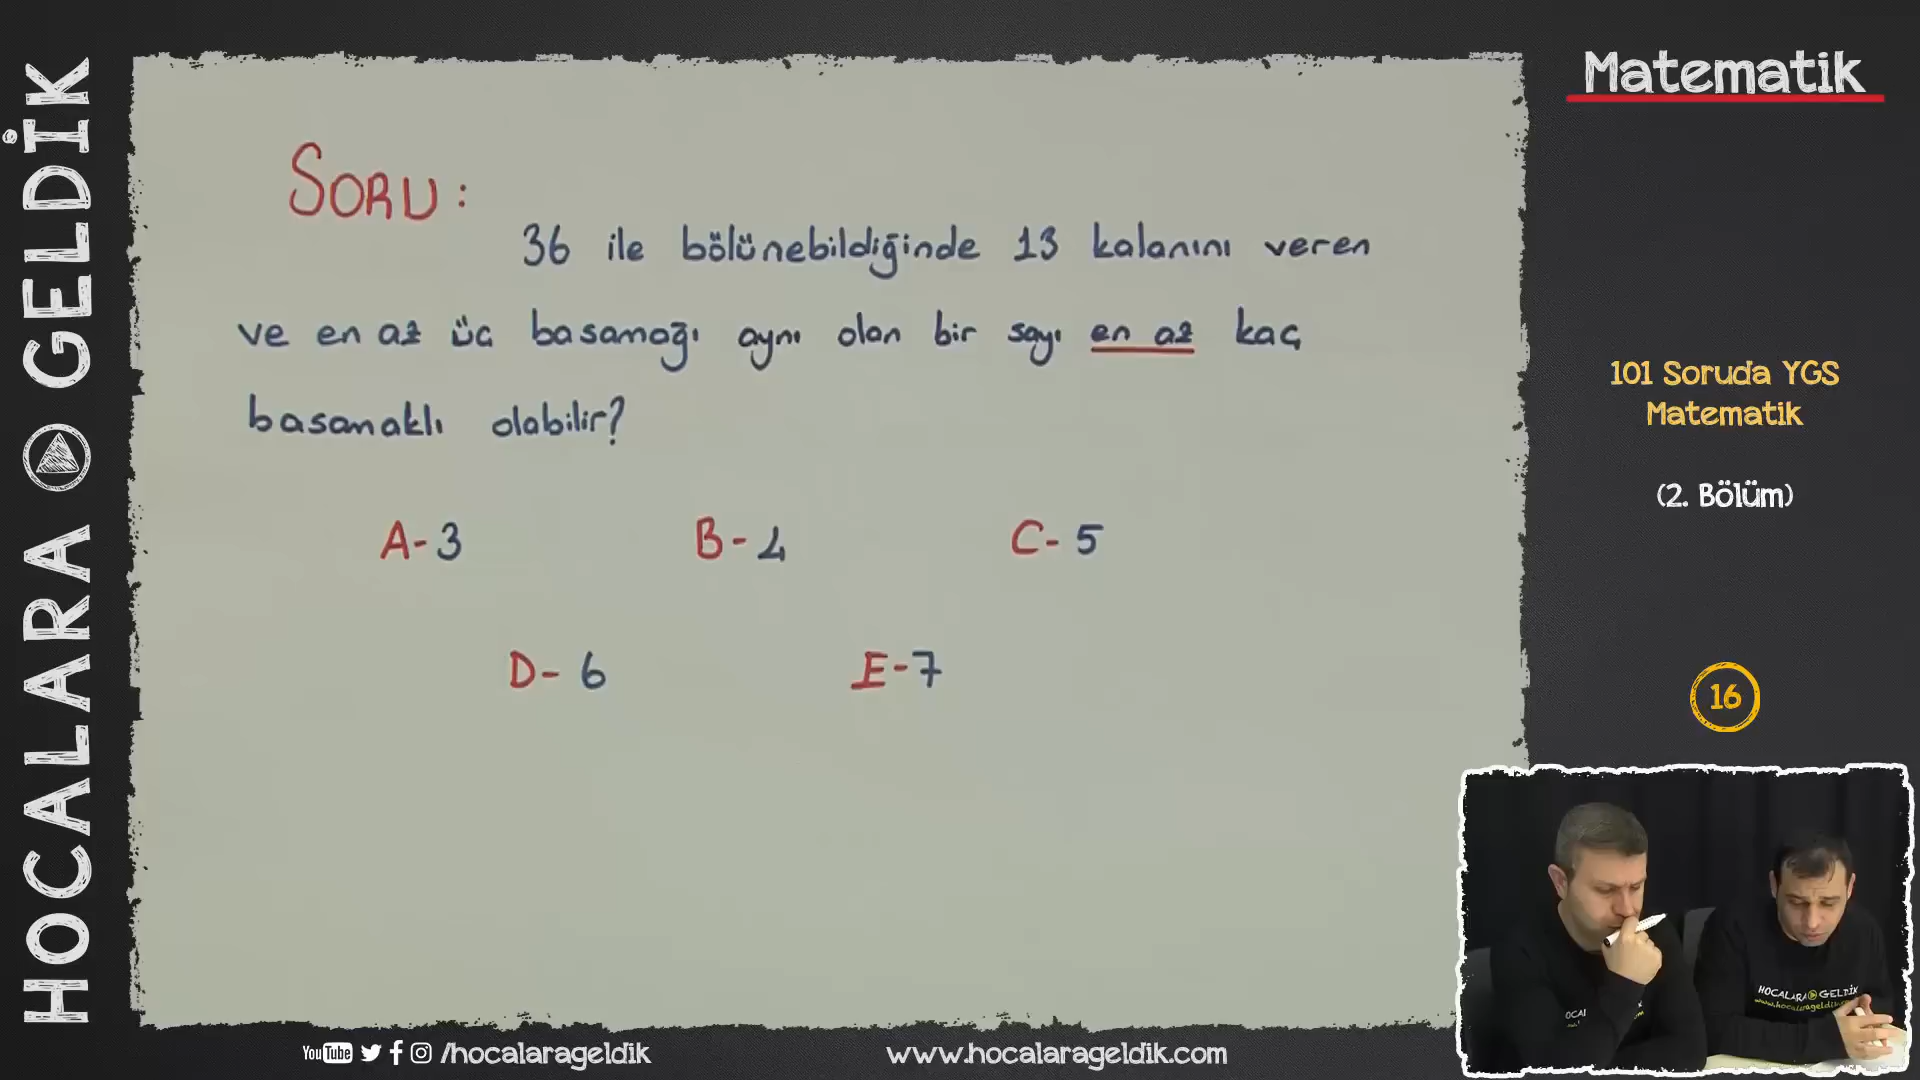 HOCALARA GELDİK
Matematik
SORU:
36 ile bölünebildiğinde 13 kalanını veren
ve en az üç basamağı aynı olan bir sayı en az kaç
basamaklı olabilir?
A-3 B-4 C-5
D-6 E-7
101 Soruda YGS
Matematik
(2. Bölüm)
16
HOCALARA GELDİK
YouTube /hocalarageldik
www.hocalarageldik.com